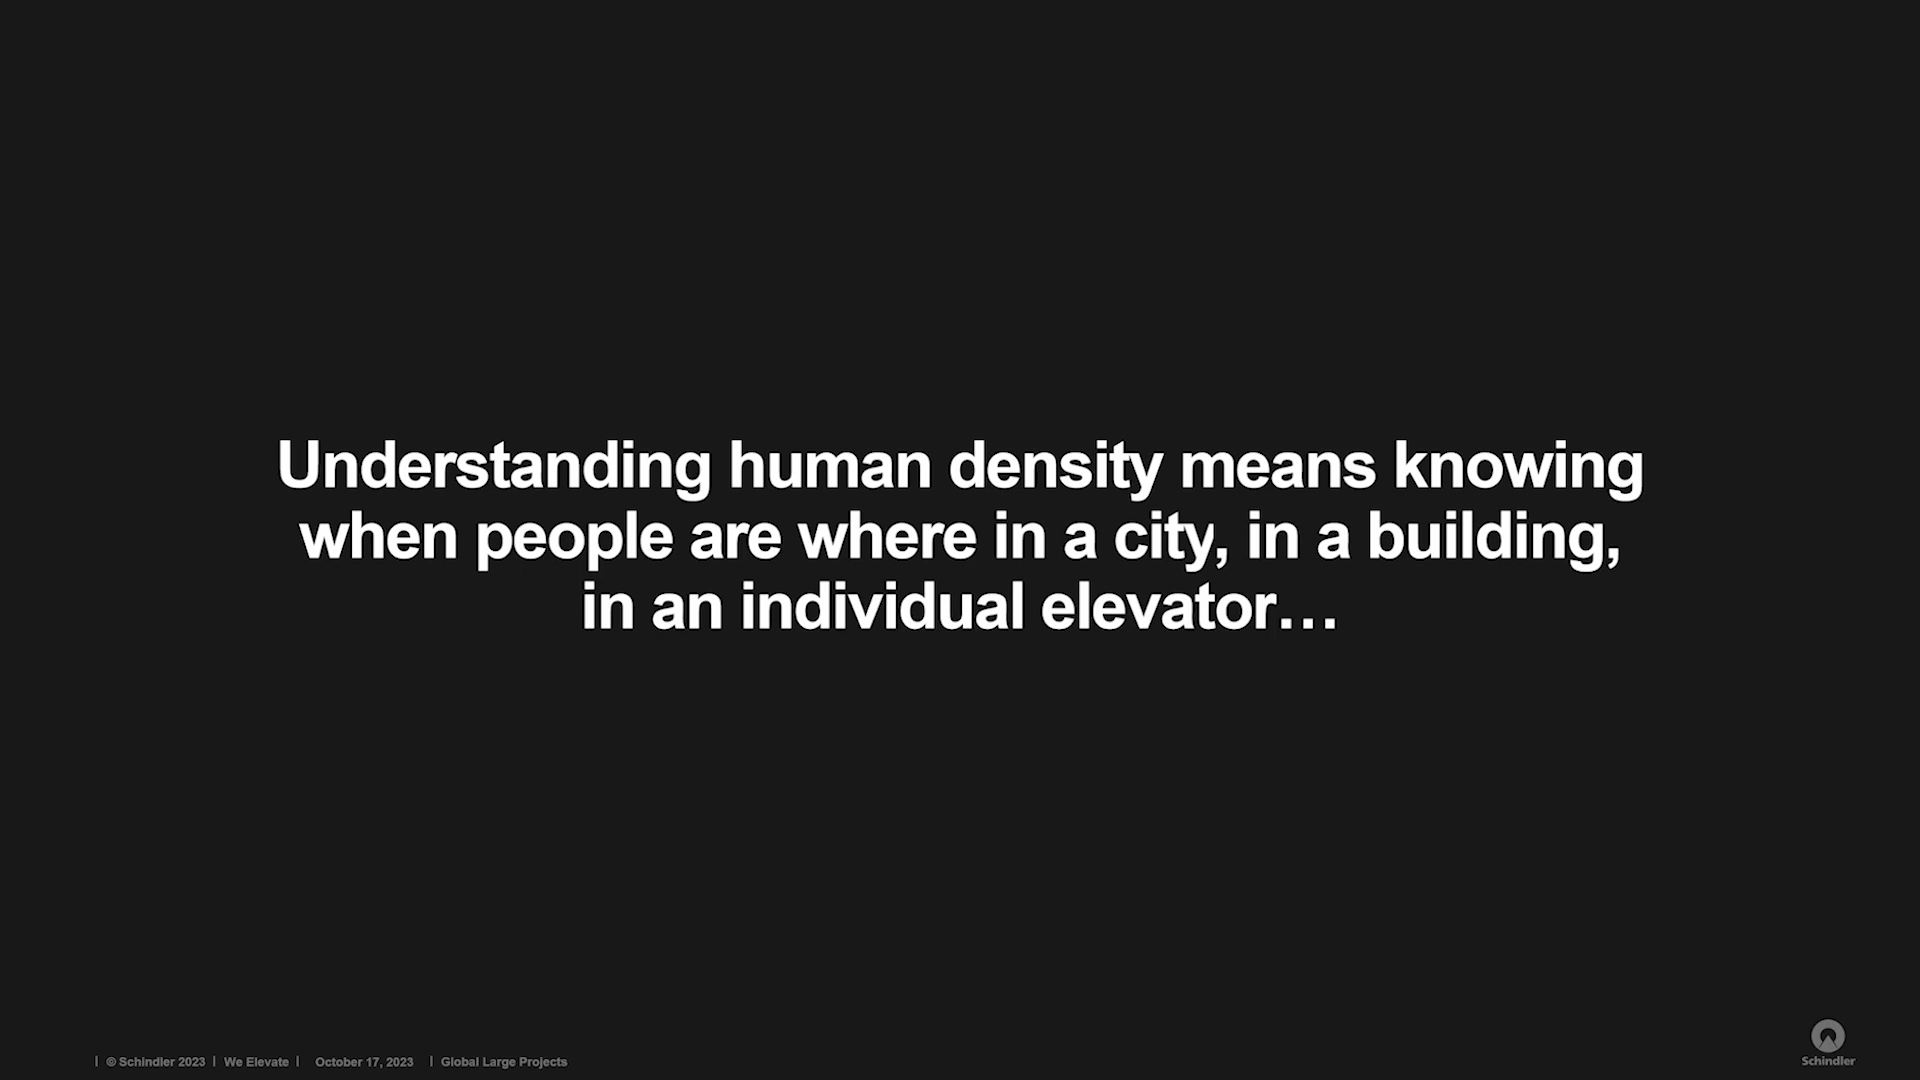 Understanding human density means knowing
when people are where in a city, in a building,
in an individual elevator…
| © Schindler 2023 | We Elevate | October 17, 2023 | Global Large Projects
Schindler